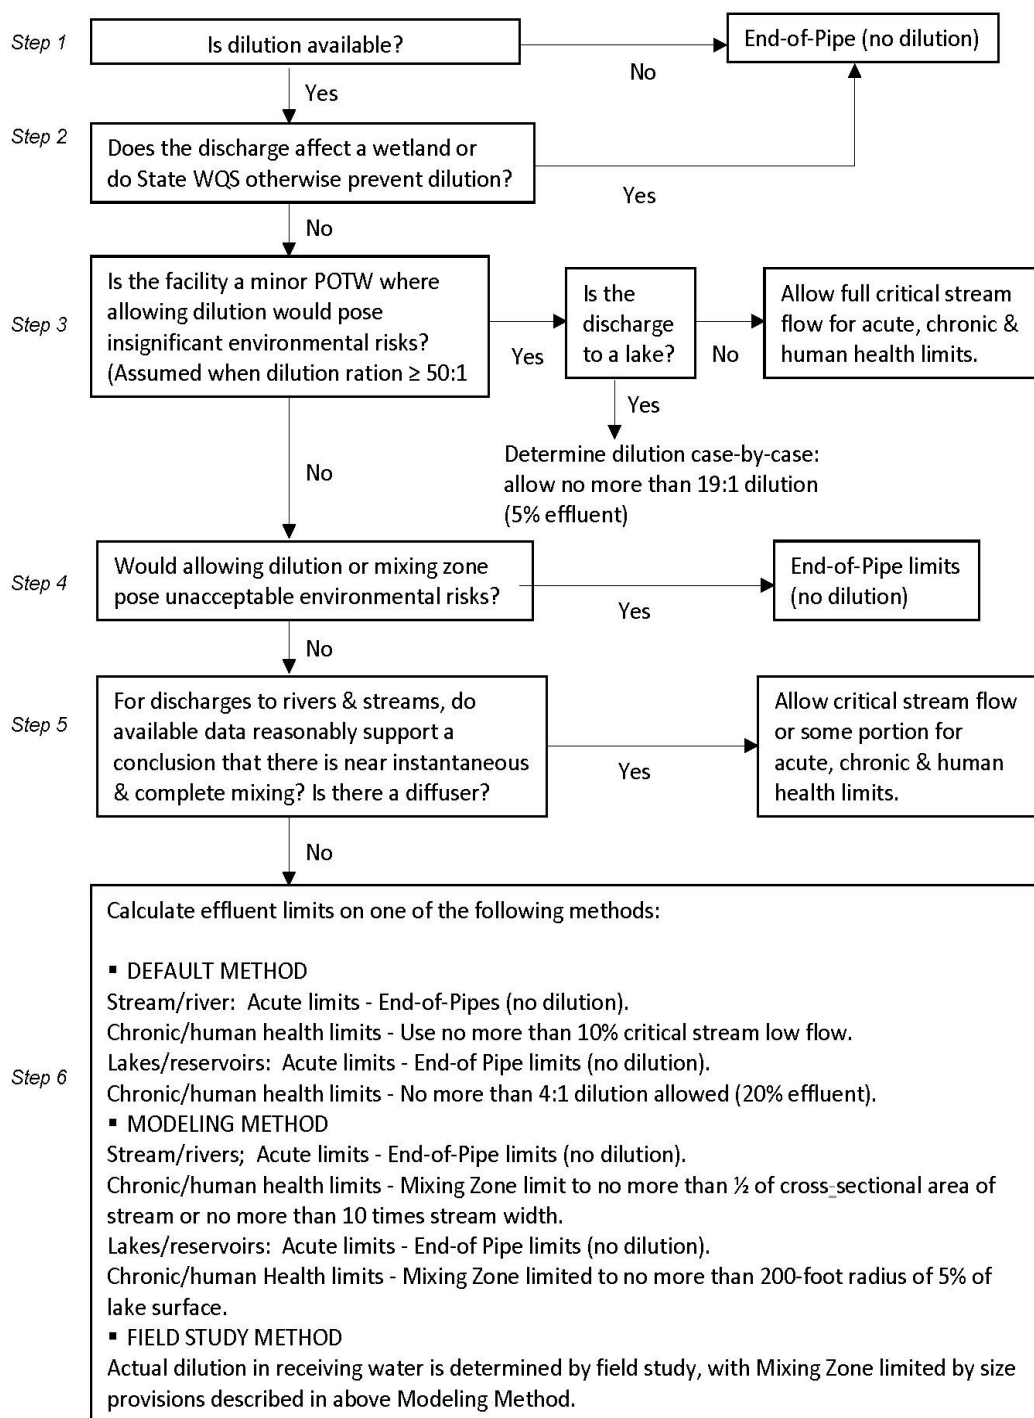 Step 1
Is dilution available?
No
End-of-Pipe (no dilution)
Yes
Step 2
Does the discharge affect a wetland or
do State WQS otherwise prevent dilution?
Yes
No
Step 3
Is the facility a minor POTW where
allowing dilution would pose
insignificant environmental risks?
(Assumed when dilution ration ≥ 50:1
Yes
Is the
discharge
to a lake?
No
Allow full critical stream
flow for acute, chronic &
human health limits.
Yes
Determine dilution case-by-case:
allow no more than 19:1 dilution
(5% effluent)
No
Step 4
Would allowing dilution or mixing zone
pose unacceptable environmental risks?
Yes
End-of-Pipe limits
(no dilution)
No
Step 5
For discharges to rivers & streams, do
available data reasonably support a
conclusion that there is near instantaneous
& complete mixing? Is there a diffuser?
Yes
Allow critical stream flow
or some portion for
acute, chronic & human
health limits.
No
Step 6
Calculate effluent limits on one of the following methods:
▪ DEFAULT METHOD
Stream/river: Acute limits - End-of-Pipes (no dilution).
Chronic/human health limits - Use no more than 10% critical stream low flow.
Lakes/reservoirs: Acute limits - End-of Pipe limits (no dilution).
Chronic/human health limits - No more than 4:1 dilution allowed (20% effluent).
▪ MODELING METHOD
Stream/rivers; Acute limits - End-of-Pipe limits (no dilution).
Chronic/human health limits - Mixing Zone limit to no more than ½ of cross-sectional area of
stream or no more than 10 times stream width.
Lakes/reservoirs: Acute limits - End-of Pipe limits (no dilution).
Chronic/human Health limits - Mixing Zone limited to no more than 200-foot radius of 5% of
lake surface.
▪ FIELD STUDY METHOD
Actual dilution in receiving water is determined by field study, with Mixing Zone limited by size
provisions described in above Modeling Method.